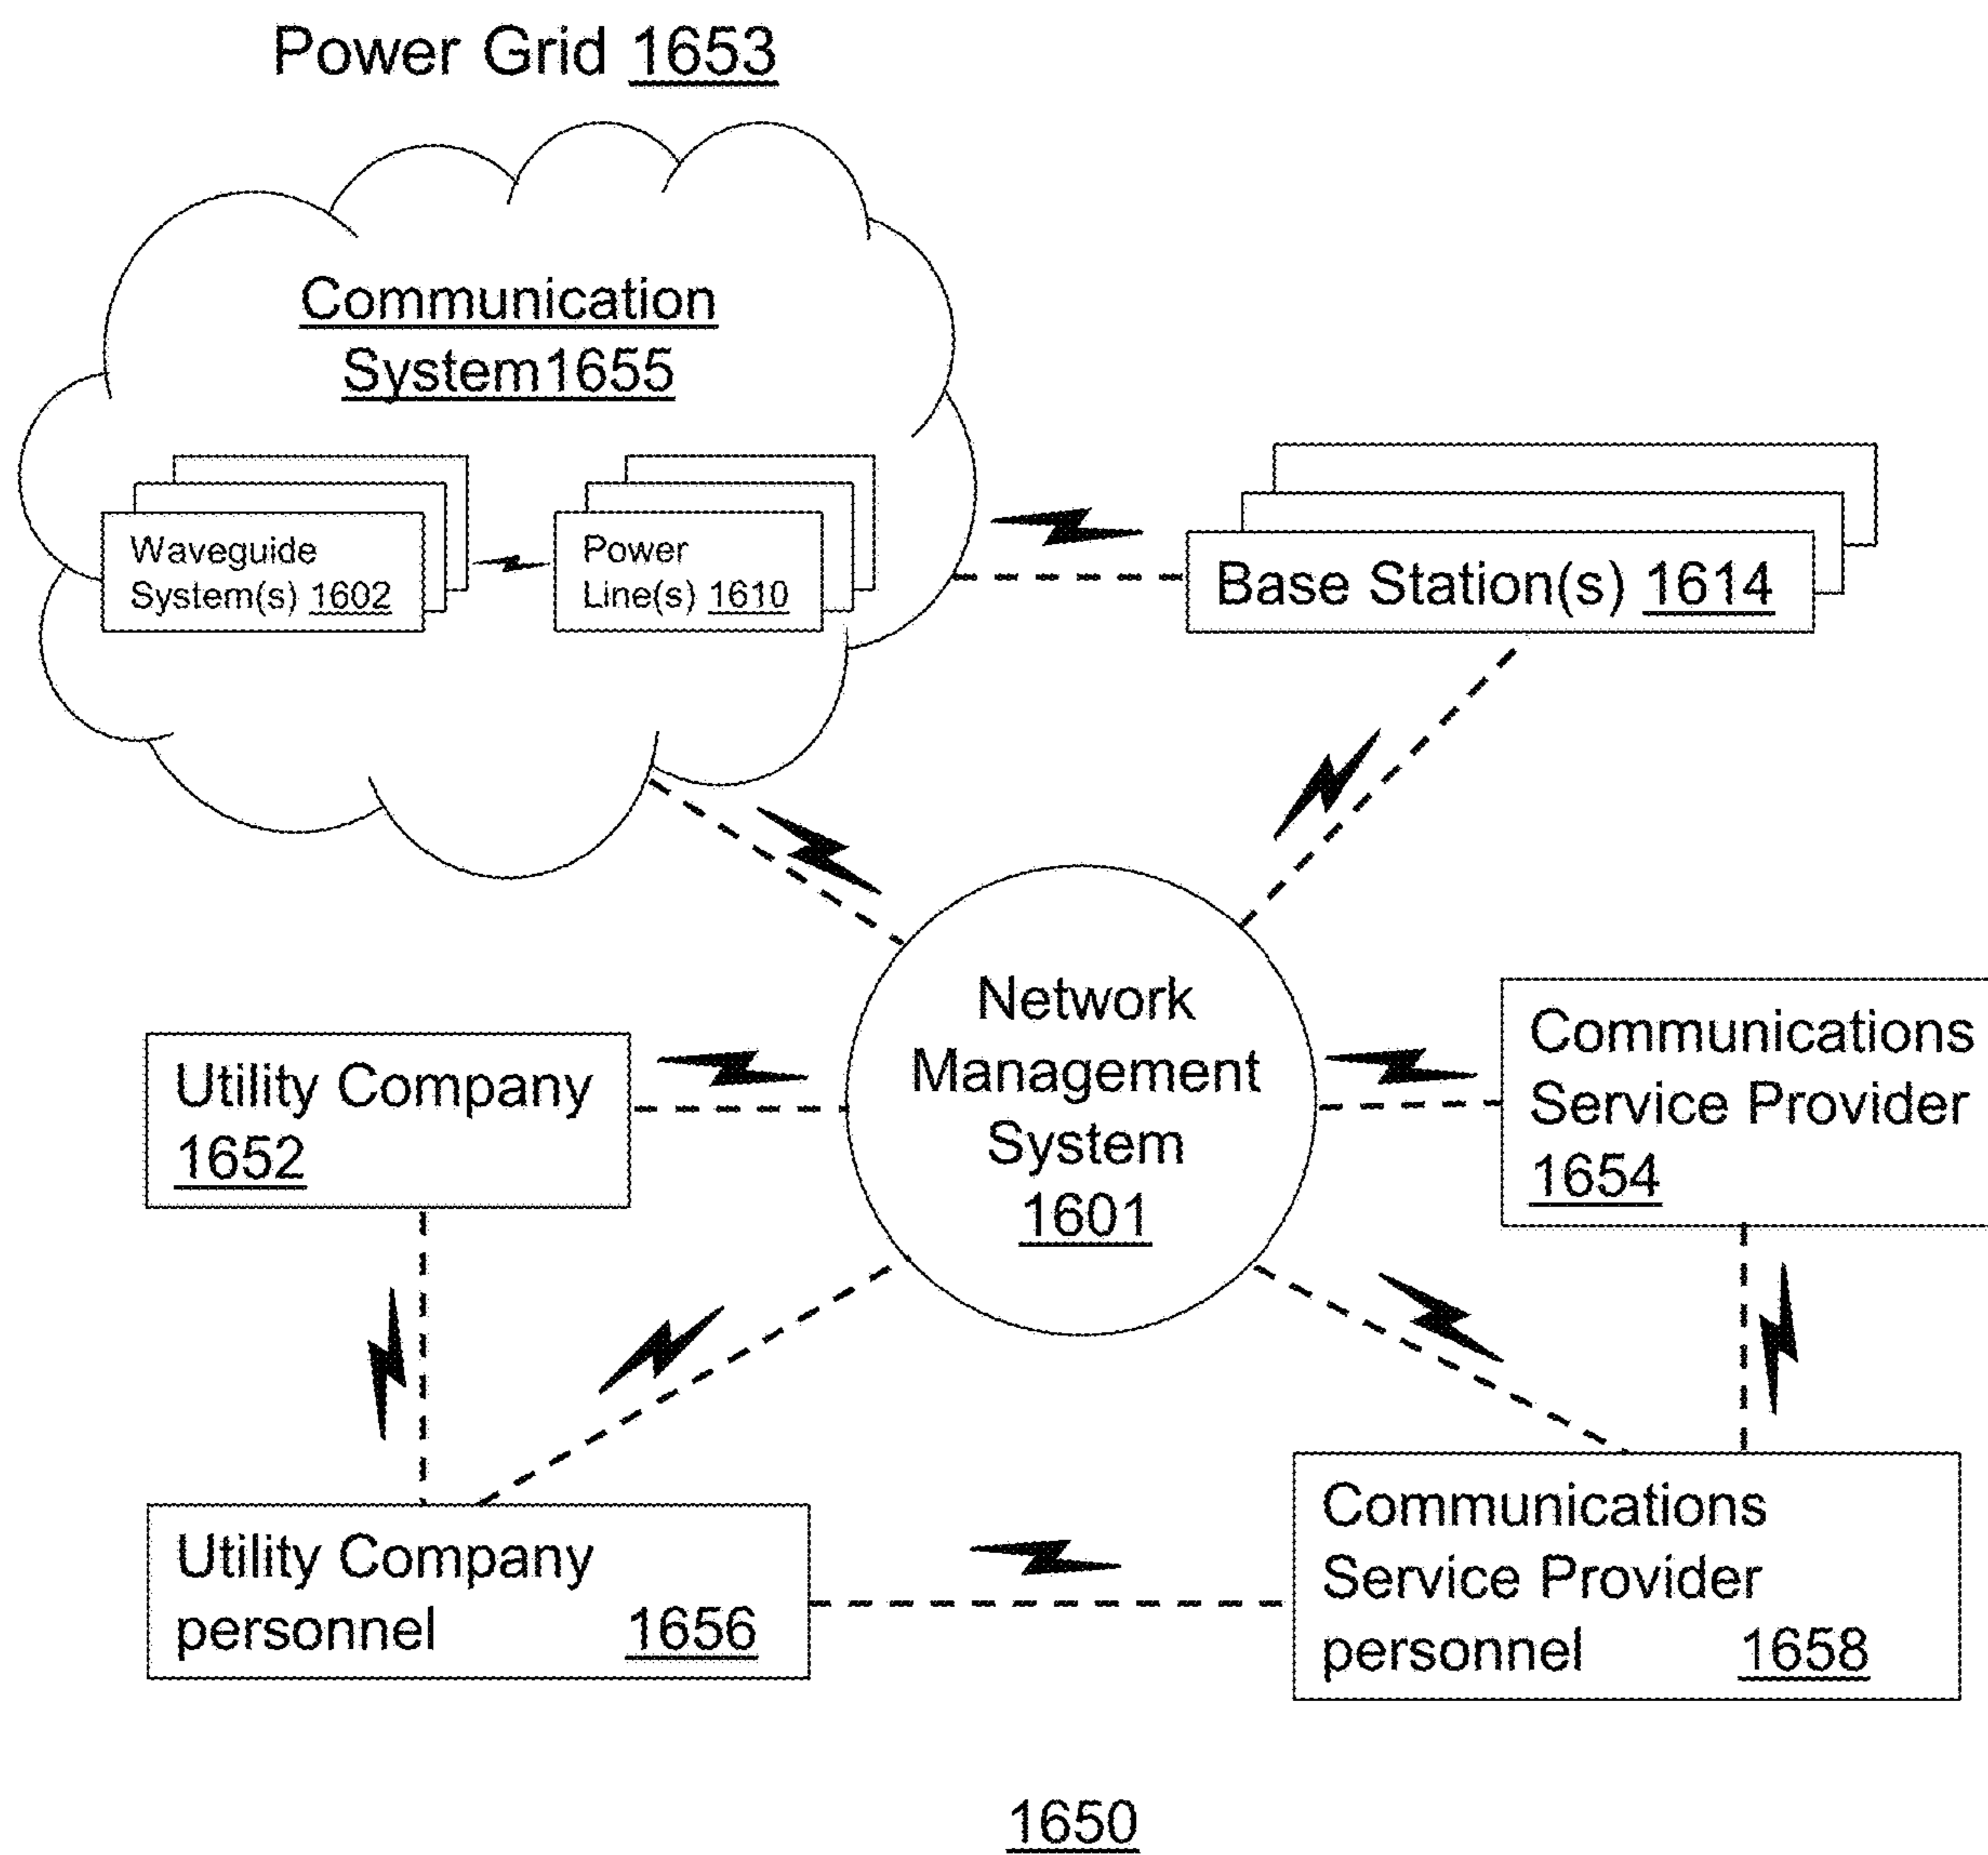 Power Grid 1653
Communication
System1655
Waveguide
System(s) 1602
Power
Line(s) 1610
Base Station(s) 1614
Network
Management
System
1601
Utility Company
1652
Communications
Service Provider
1654
Utility Company
personnel 1656
Communications
Service Provider
personnel 1658
1650